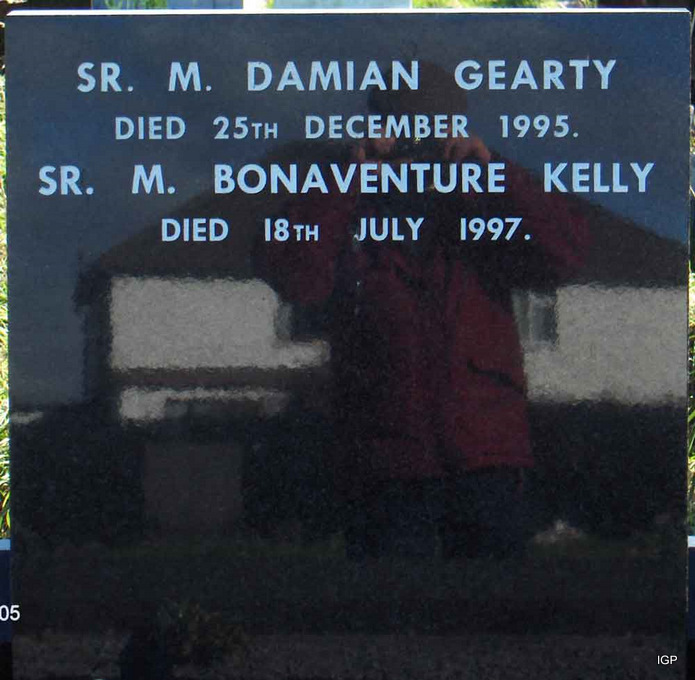 SR. M. DAMIAN GEARTY
DIED 25TH DECEMBER 1995.
SR. M. BONAVENTURE KELLY
DIED 18TH JULY 1997.
05
IGP